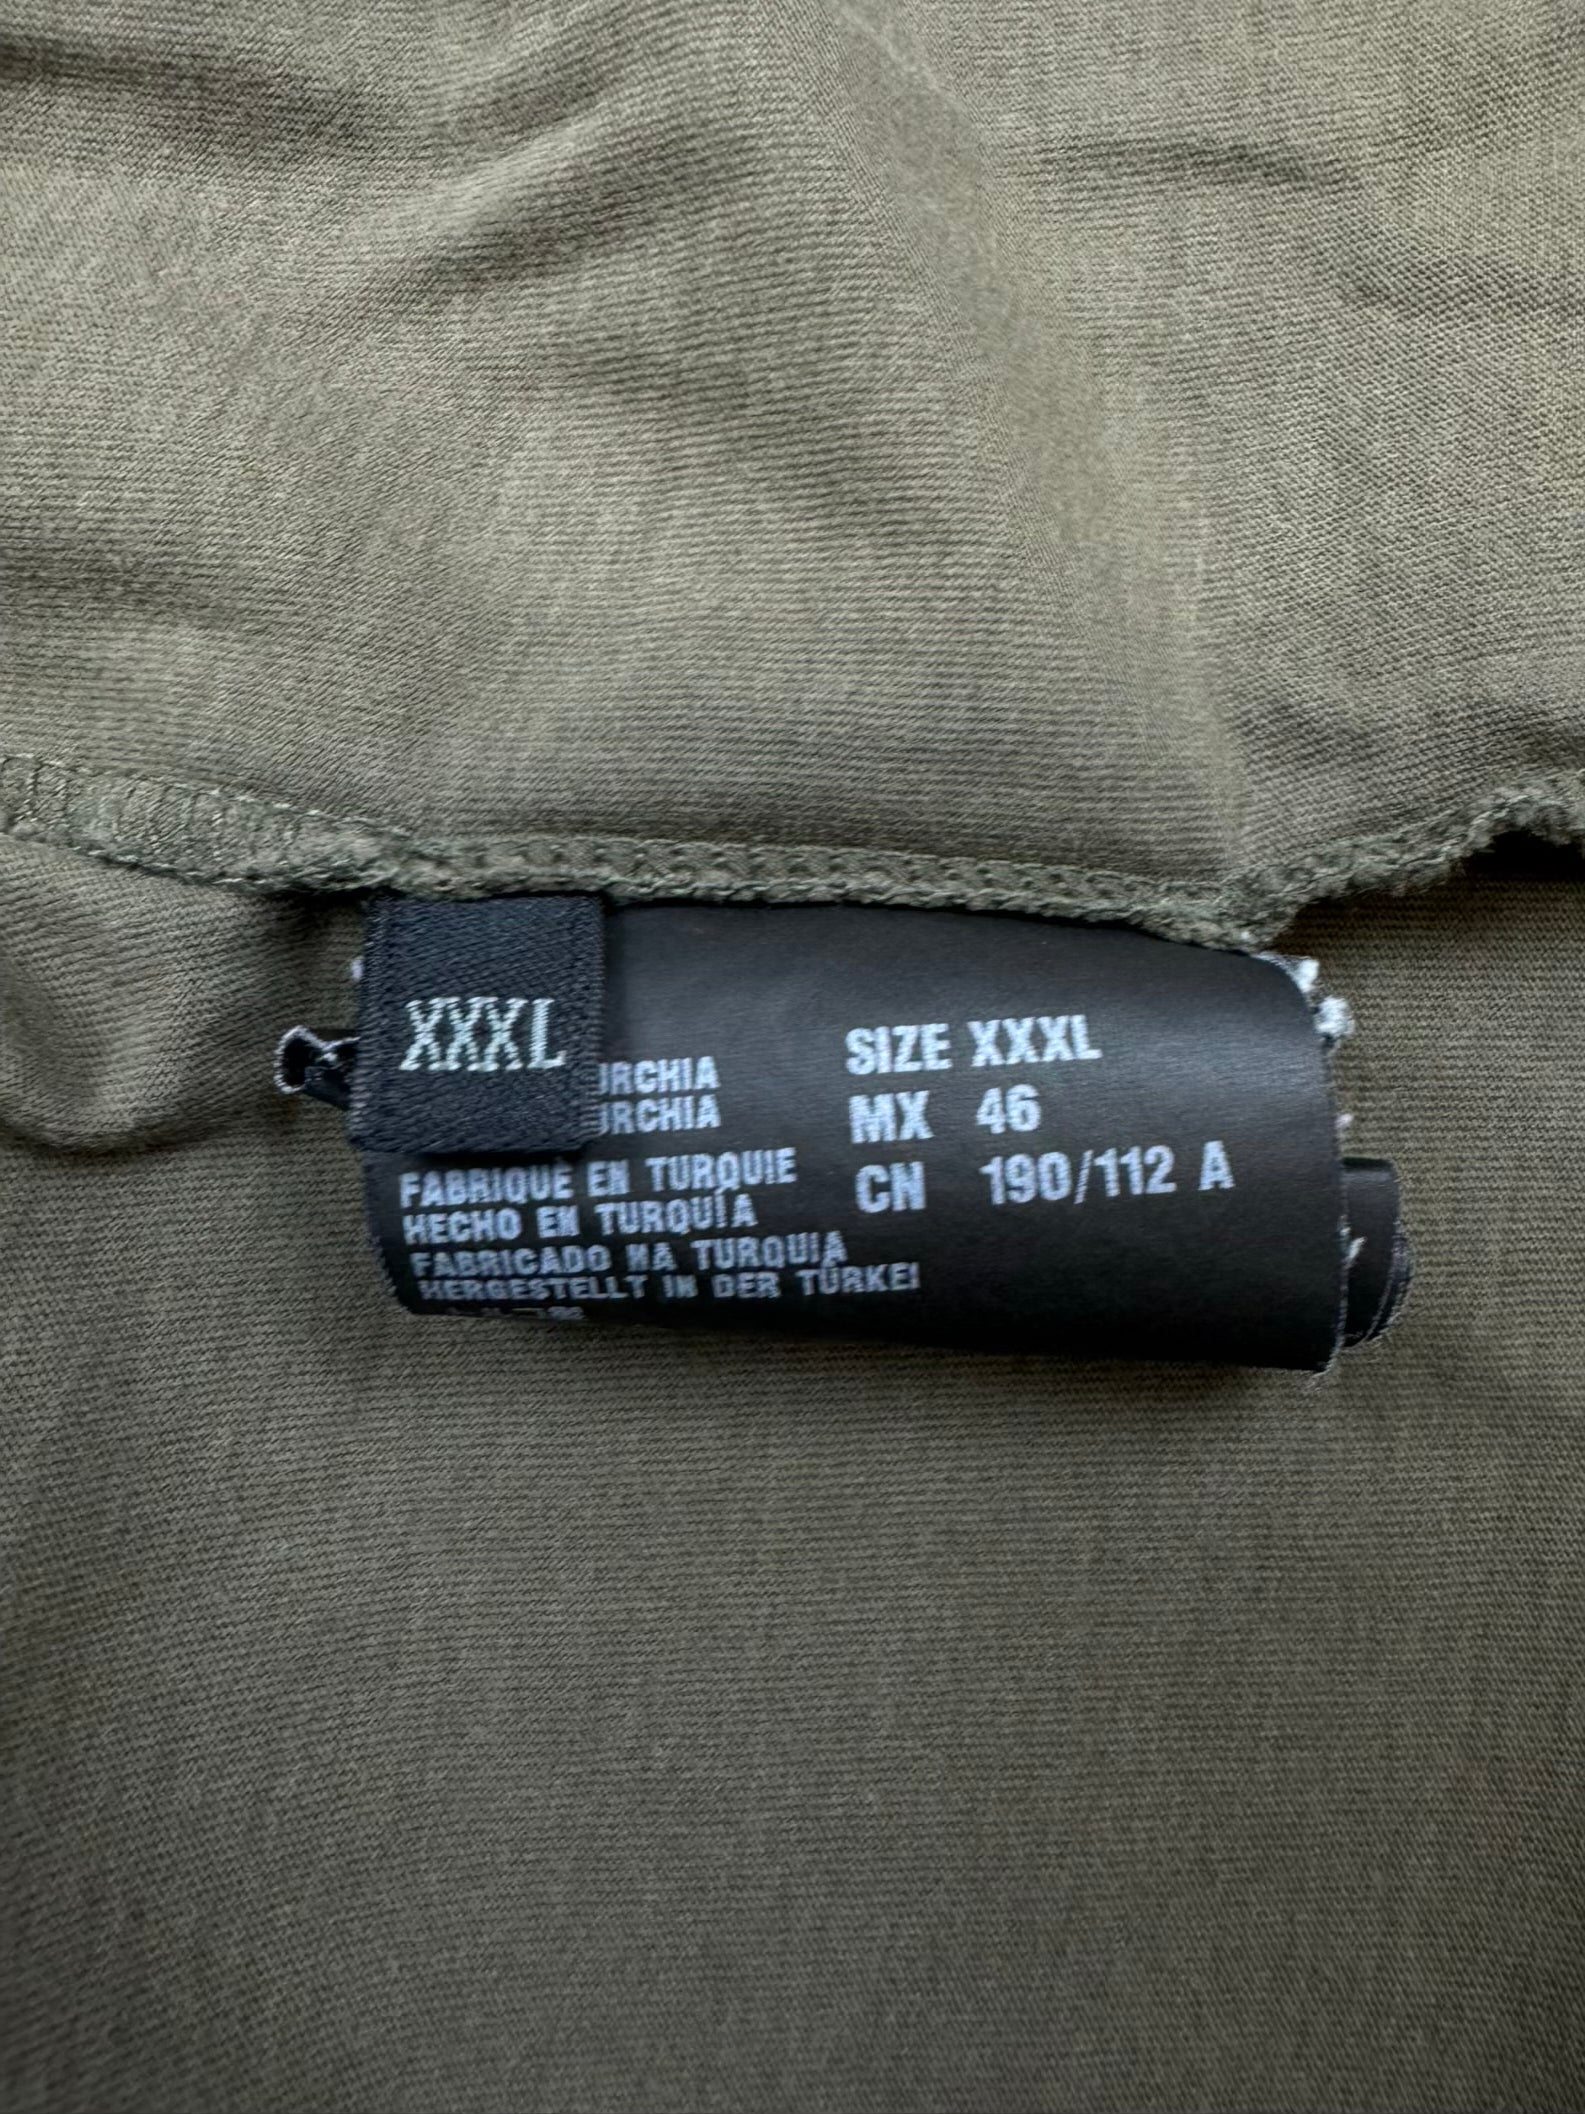 XXXL
URCHIA
URCHIA
FABRIQUÉ EN TURQUIE
HECHO EN TURQUÍA
FABRICADO NA TURQUIA
HERGESTELLT IN DER TÜRKEI
SIZE XXXL
MX 46
CN 190/112 A